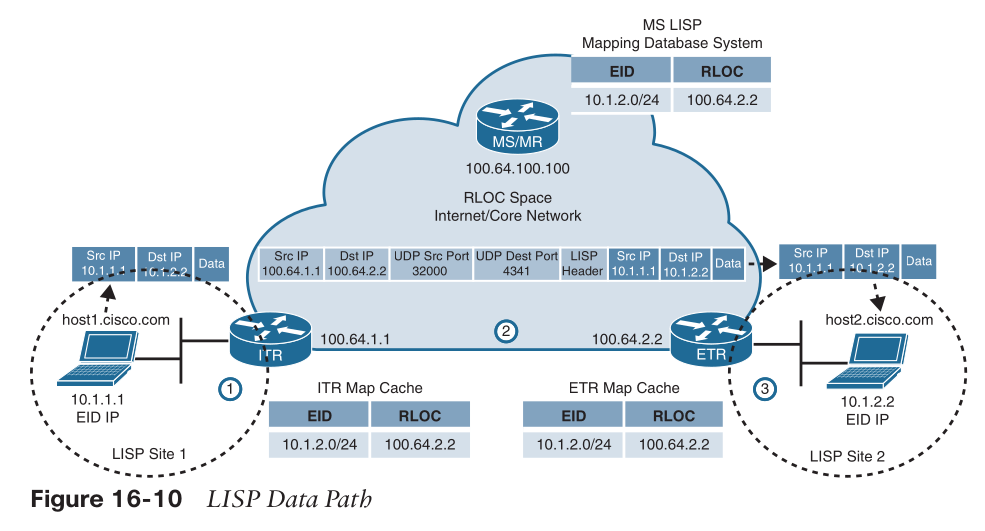 MS LISP
Mapping Database System
EID RLOC
10.1.2.0/24 100.64.2.2
MS/MR
100.64.100.100
RLOC Space
Internet/Core Network
Src IP
10.1.1.1
Dst IP
10.1.2.2
Data
Src IP
100.64.1.1
Dst IP
100.64.2.2
UDP Src Port
32000
UDP Dest Port
4341
LISP
Header
Src IP
10.1.1.1
Dst IP
10.1.2.2
Data
Src IP
10.1.1.1
Dst IP
10.1.2.2
Data
host1.cisco.com
ITR
100.64.1.1
2
100.64.2.2
ETR
host2.cisco.com
1
3
10.1.1.1
EID IP
LISP Site 1
ITR Map Cache
EID RLOC
10.1.2.0/24 100.64.2.2
ETR Map Cache
EID RLOC
10.1.2.0/24 100.64.2.2
10.1.2.2
EID IP
LISP Site 2
Figure 16-10 LISP Data Path